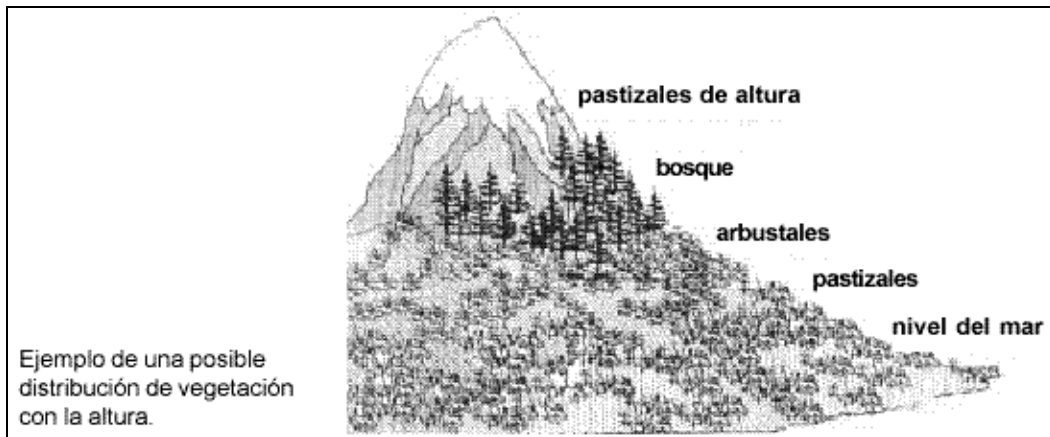 pastizales de altura
bosque
arbustales
pastizales
nivel del mar
Ejemplo de una posible
distribución de vegetación
con la altura.